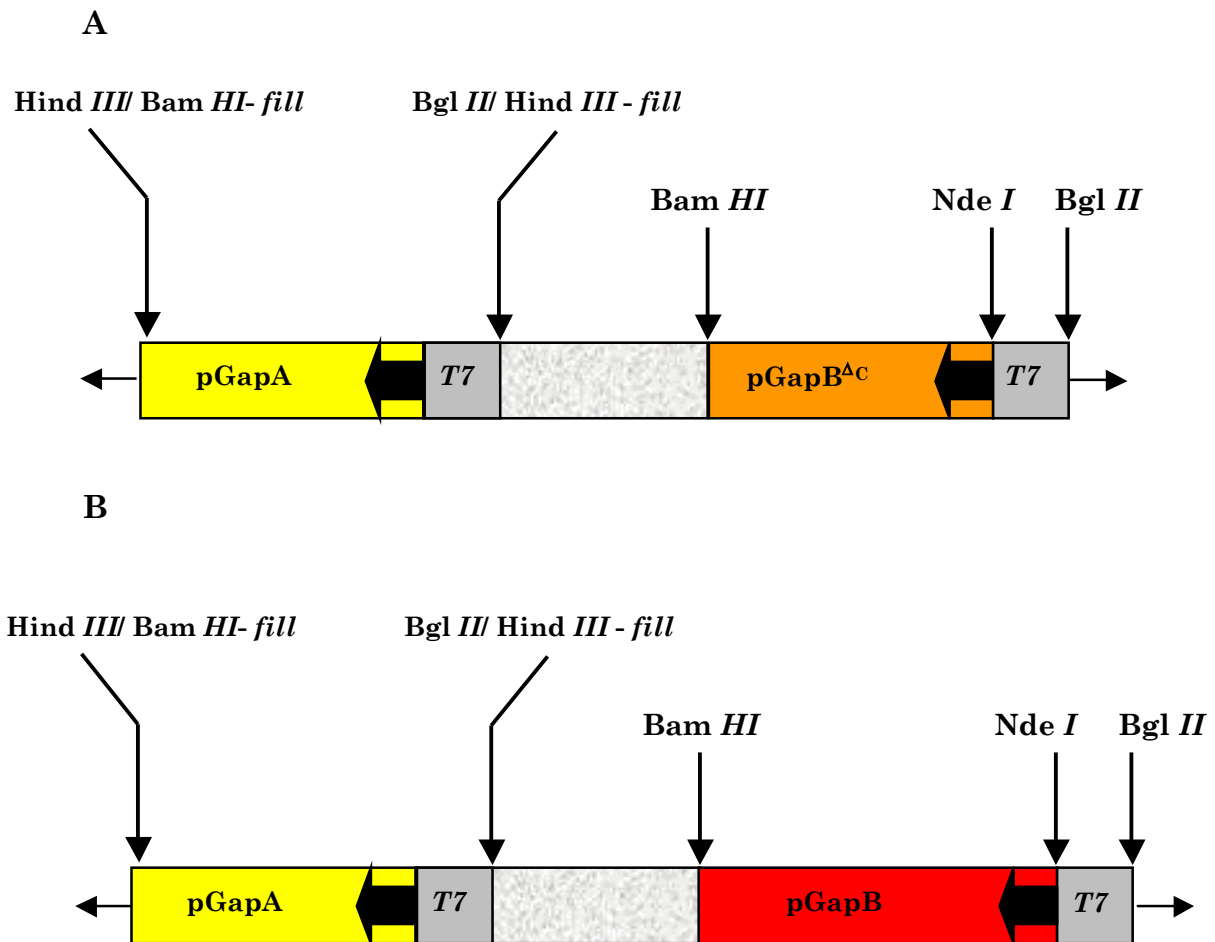 A
Hind III/ Bam HI- fill Bgl II/ Hind III - fill
Bam HI Nde I Bgl II
pGapA T7 pGapBΔC T7
B
Hind III/ Bam HI- fill Bgl II/ Hind III - fill
Bam HI Nde I Bgl II
pGapA T7 pGapB T7